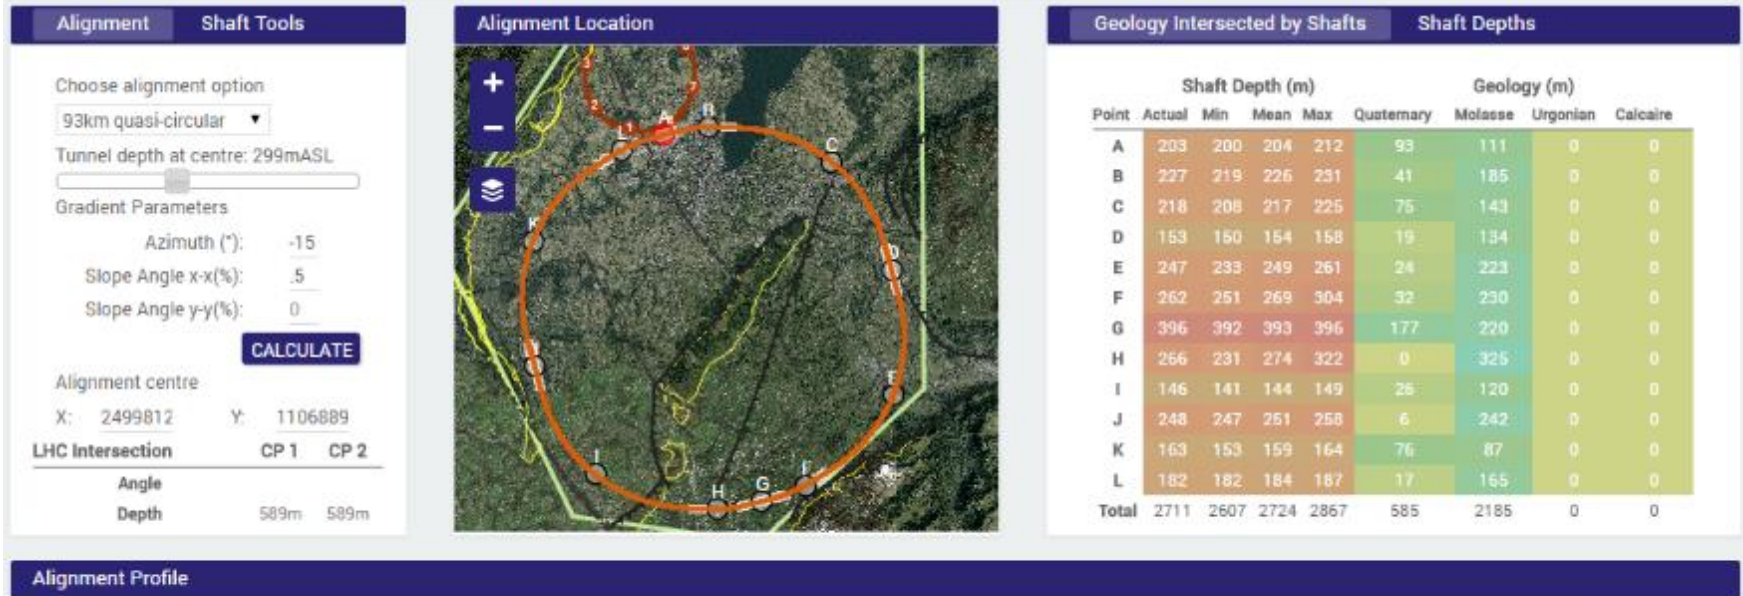 Alignment Shaft Tools
Choose alignment option
93km quasi-circular
Tunnel depth at centre: 299mASL
Gradient Parameters
Azimuth (°): -15
Slope Angle x-x(%): .5
Slope Angle y-y(%): 0
CALCULATE
Alignment centre
X: 2499812 Y: 1106889
LHC Intersection CP 1 CP 2
Angle
Depth 589m 589m
Alignment Location
+
−
3
2
1
7
A
B
C
D
E
F
G
H
I
K
L
Geology Intersected by Shafts Shaft Depths
Shaft Depth (m) Geology (m)
Point Actual Min Mean Max Quaternary Molasse Urgonian Calcaire
A 203 200 204 212 93 111 0 0
B 227 219 226 231 41 185 0 0
C 218 208 217 225 75 143 0 0
D 153 150 154 158 19 134 0 0
E 247 233 249 261 24 223 0 0
F 262 251 269 304 32 230 0 0
G 396 392 393 396 177 220 0 0
H 266 231 274 322 0 325 0 0
I 146 141 144 149 26 120 0 0
J 248 247 251 258 6 242 0 0
K 163 153 159 164 76 87 0 0
L 182 182 184 187 17 165 0 0
Total 2711 2607 2724 2867 585 2185 0 0
Alignment Profile